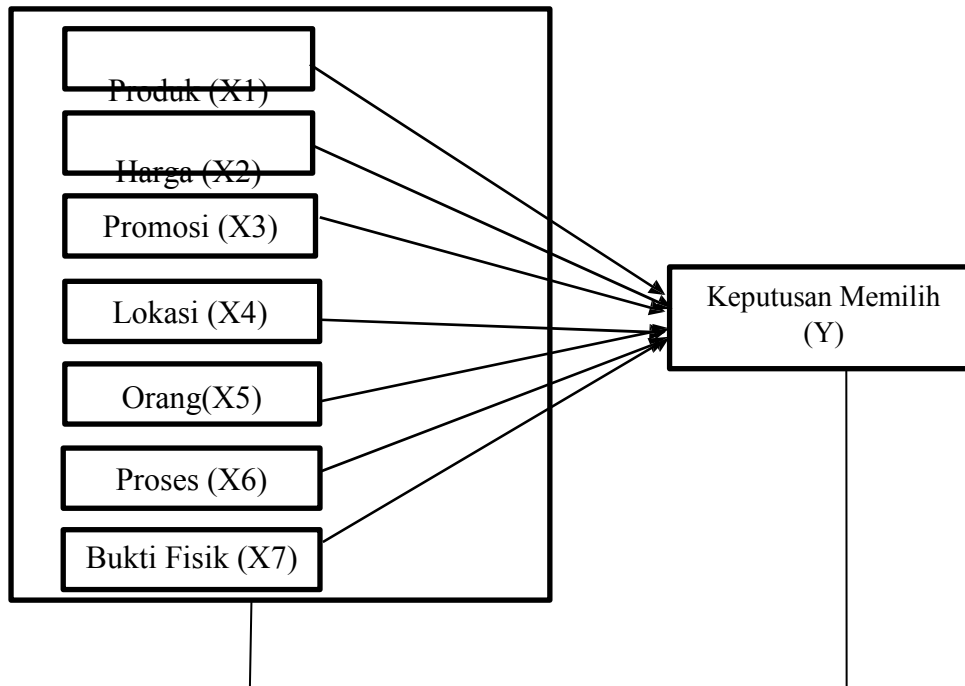 Produk (X1)
Harga (X2)
Promosi (X3)
Lokasi (X4)
Orang(X5)
Proses (X6)
Bukti Fisik (X7)
Keputusan Memilih
(Y)